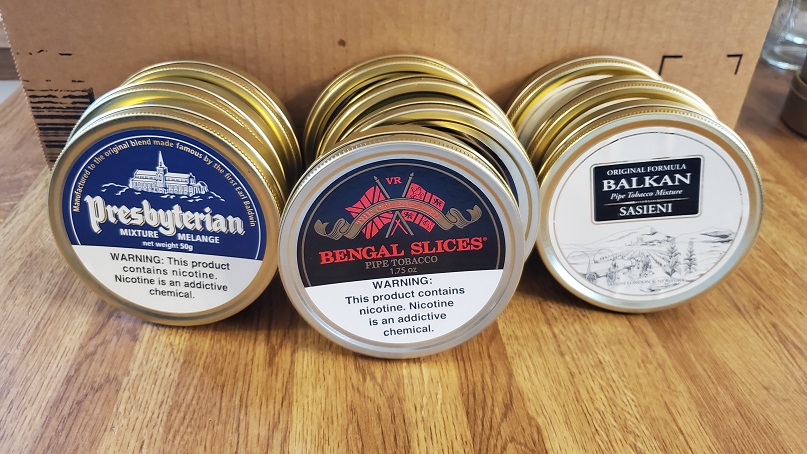 Manufactured to the original blend made famous by the first Earl Baldwin
Presbyterian
MIXTURE MELANGE
net weight 50g
WARNING: This product
contains nicotine.
Nicotine is an addictive
chemical.
VR
BENGAL SLICES®
PIPE TOBACCO
1.75 oz
WARNING:
This product contains
nicotine. Nicotine
is an addictive
chemical.
ORIGINAL FORMULA
BALKAN
Pipe Tobacco Mixture
SASIENI